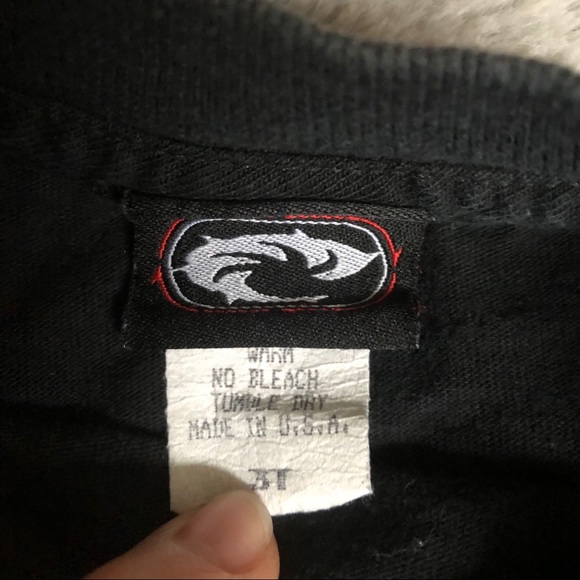 WARM
NO BLEACH
TUMBLE DRY
MADE IN U.S.A.
3T